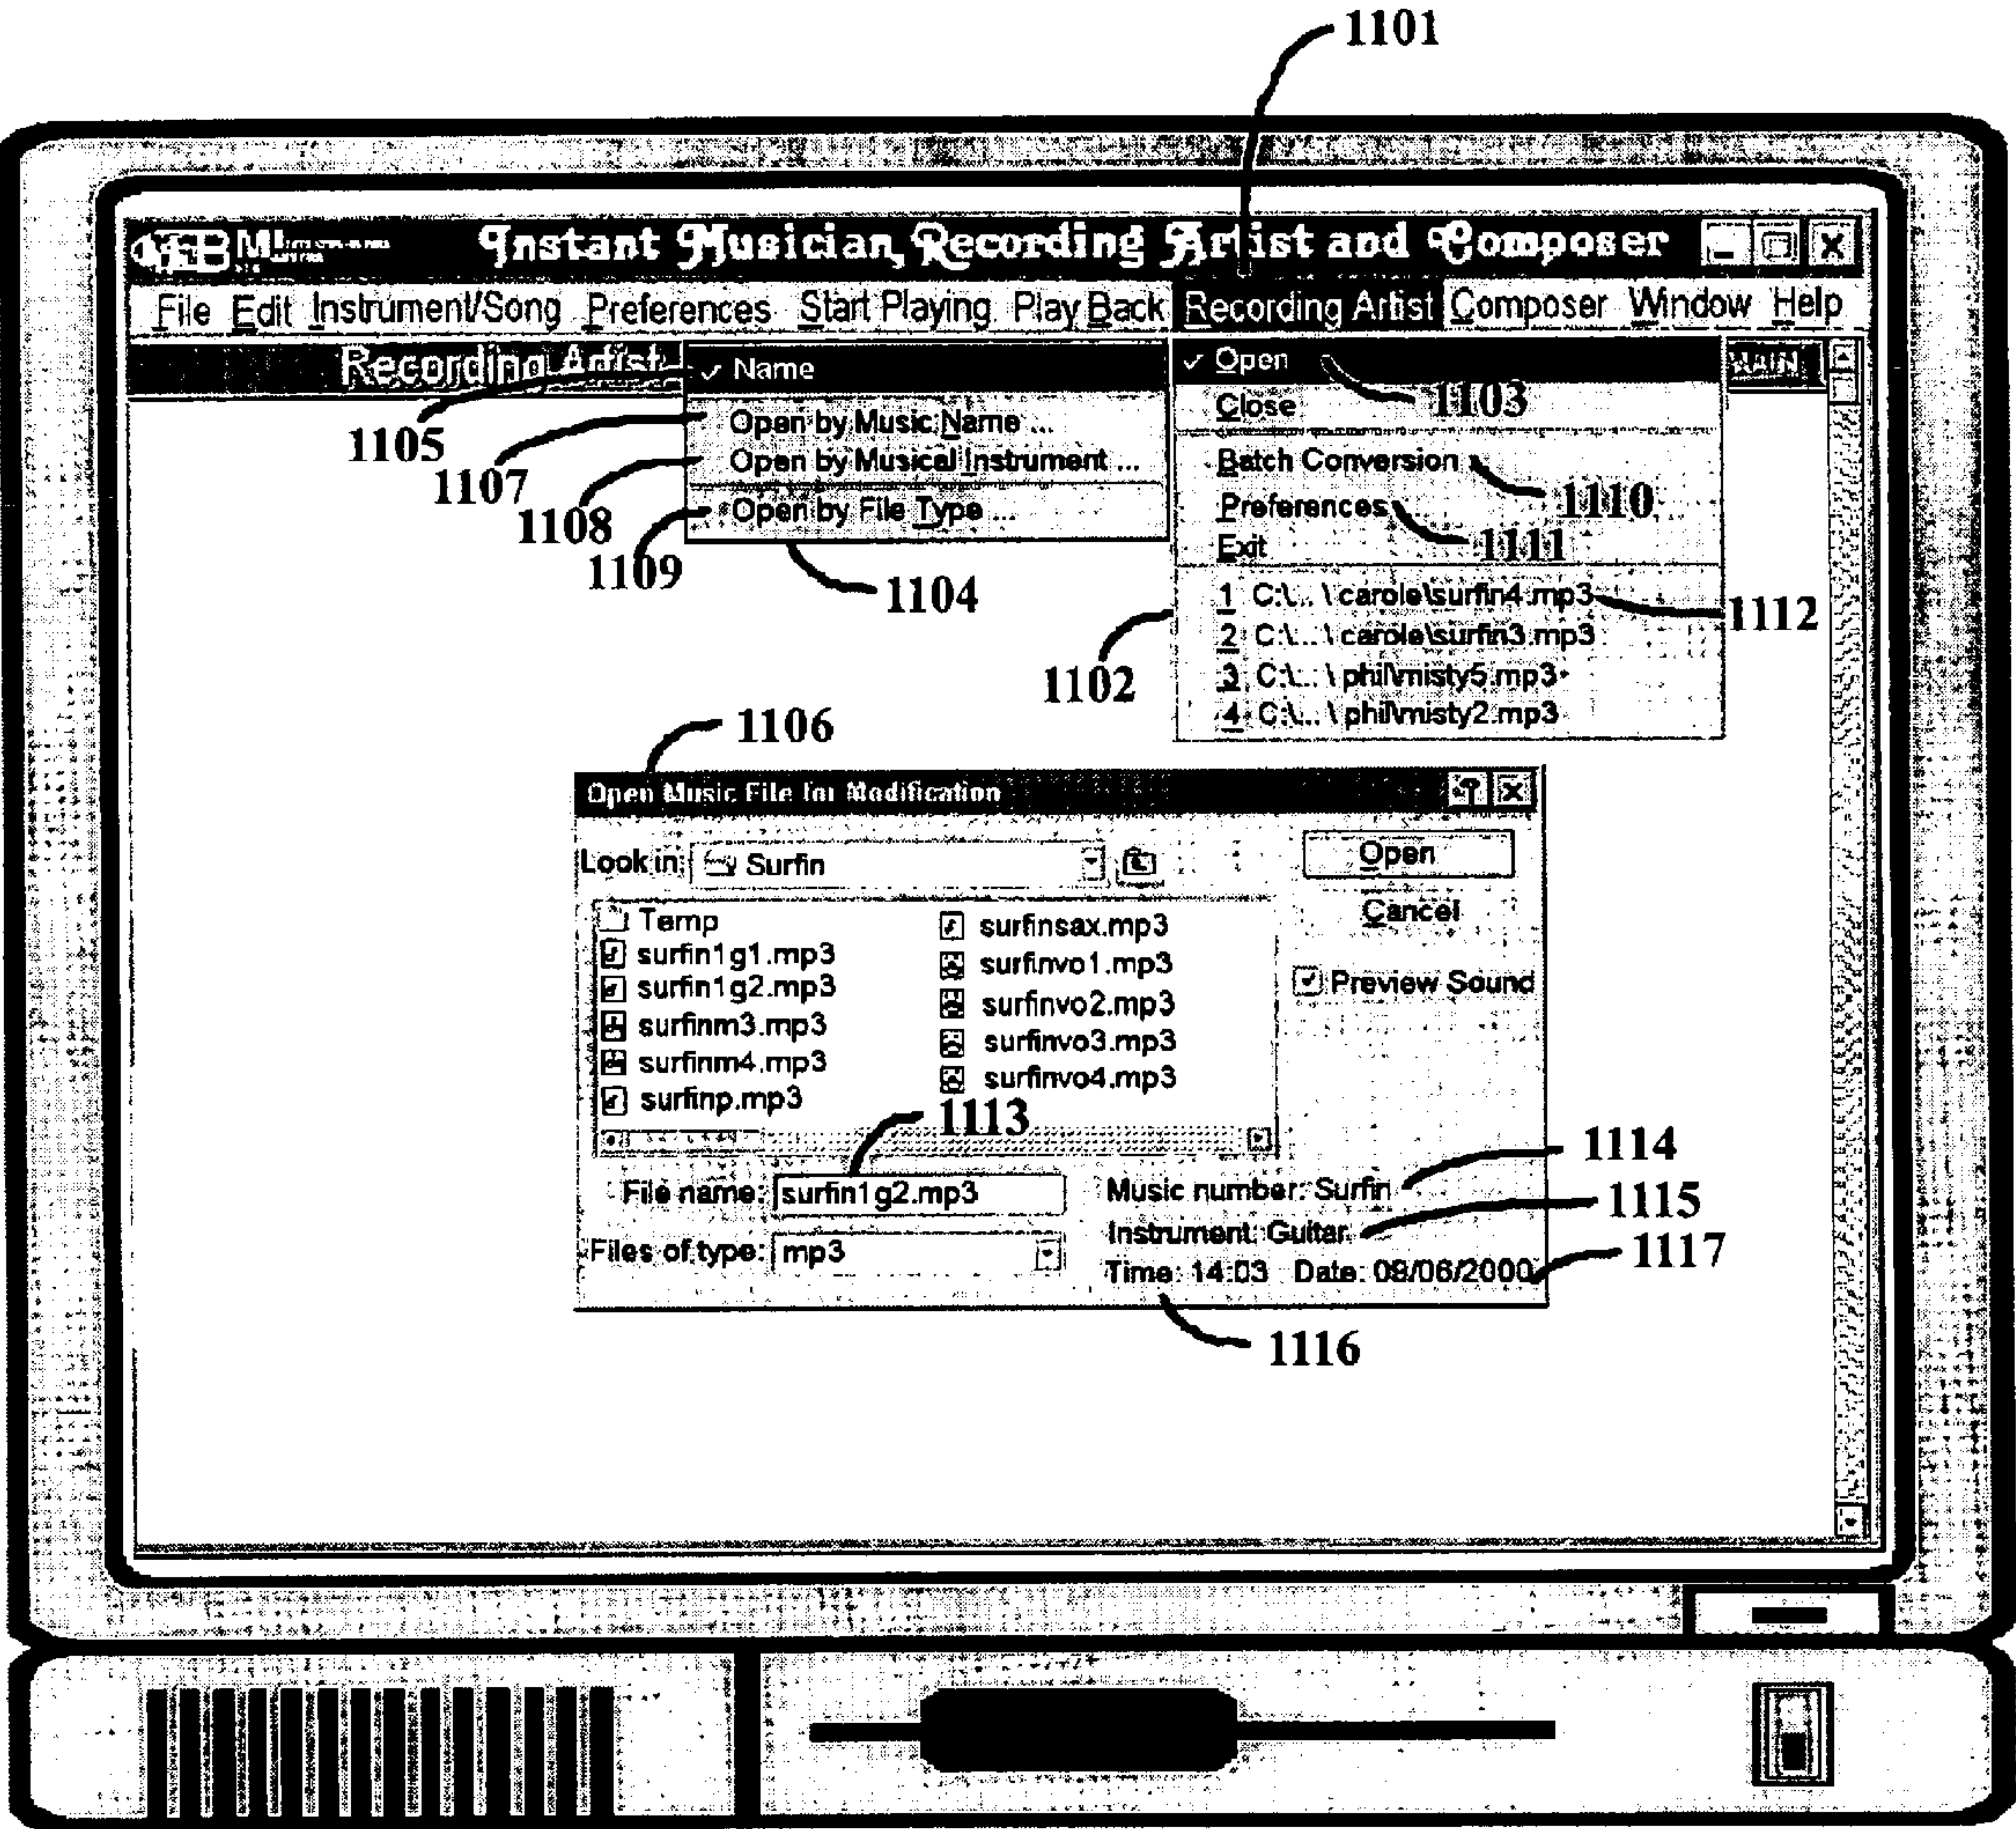 1101
Instant Musician, Recording Artist and Composer
File Edit Instrument/Song Preferences Start Playing Play Back Recording Artist Composer Window Help
Recording Artist
MAIN
✓ Name
Open by Music Name ...
Open by Musical Instrument ...
Open by File Type ...
1105
1107
1108
1109
1104
✓ Open
1103
Close
Batch Conversion
1110
Preferences
1111
Exit
1 C:\... \carole\surfin4.mp3
1112
2 C:\... \carole\surfin3.mp3
3 C:\... \phil\misty5.mp3
4 C:\... \phil\misty2.mp3
1102
1106
Open Music File for Modification
Look in: Surfin
Open
Cancel
Preview Sound
Temp
surfin1g1.mp3
surfin1g2.mp3
surfinm3.mp3
surfinm4.mp3
surfinp.mp3
surfinsax.mp3
surfinvo1.mp3
surfinvo2.mp3
surfinvo3.mp3
surfinvo4.mp3
1113
File name: surfin1g2.mp3
Files of type: mp3
Music number: Surfin
1114
Instrument: Guitar
1115
Time: 14:03 Date: 09/06/2000
1117
1116